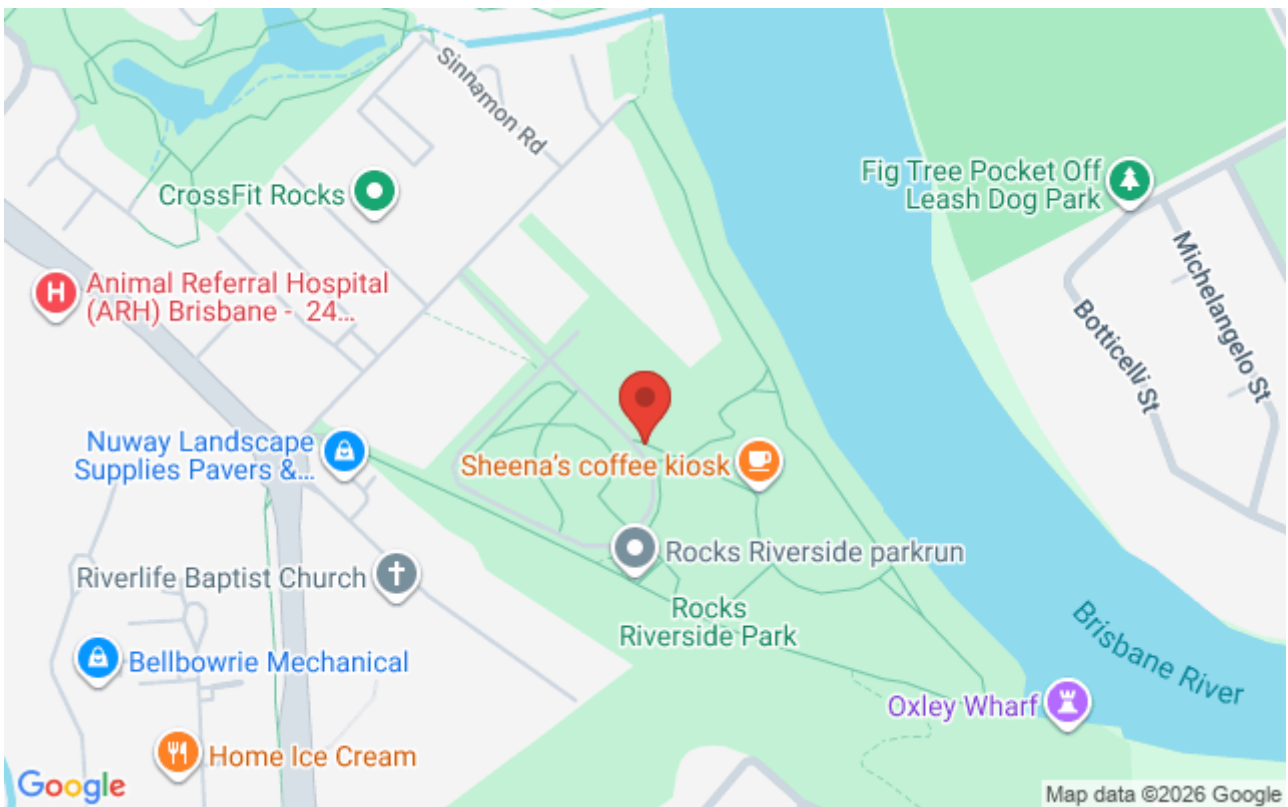 Sinnamon Rd
CrossFit Rocks
Fig Tree Pocket Off
Leash Dog Park
Animal Referral Hospital
(ARH) Brisbane - 24...
Michelangelo St
Botticelli St
Nuway Landscape
Supplies Pavers &...
Sheena's coffee kiosk
Rocks Riverside parkrun
Riverlife Baptist Church
Rocks
Riverside Park
Brisbane River
Bellbowrie Mechanical
Oxley Wharf
Home Ice Cream
Google
Map data ©2026 Google